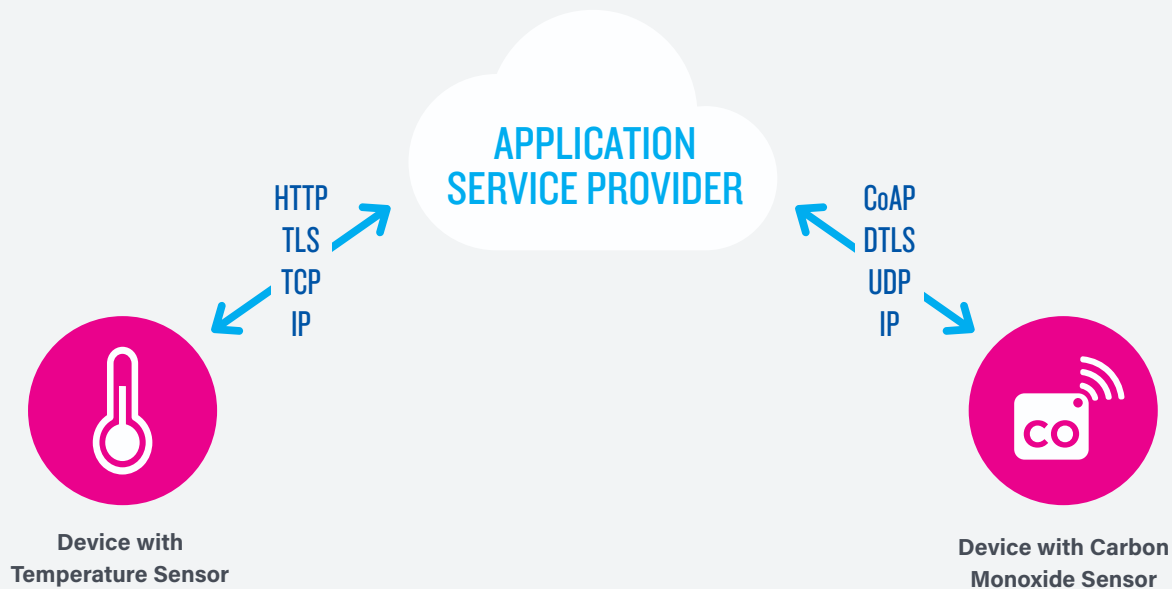 APPLICATION
SERVICE PROVIDER
HTTP
TLS
TCP
IP
CoAP
DTLS
UDP
IP
co
Device with
Temperature Sensor
Device with Carbon
Monoxide Sensor